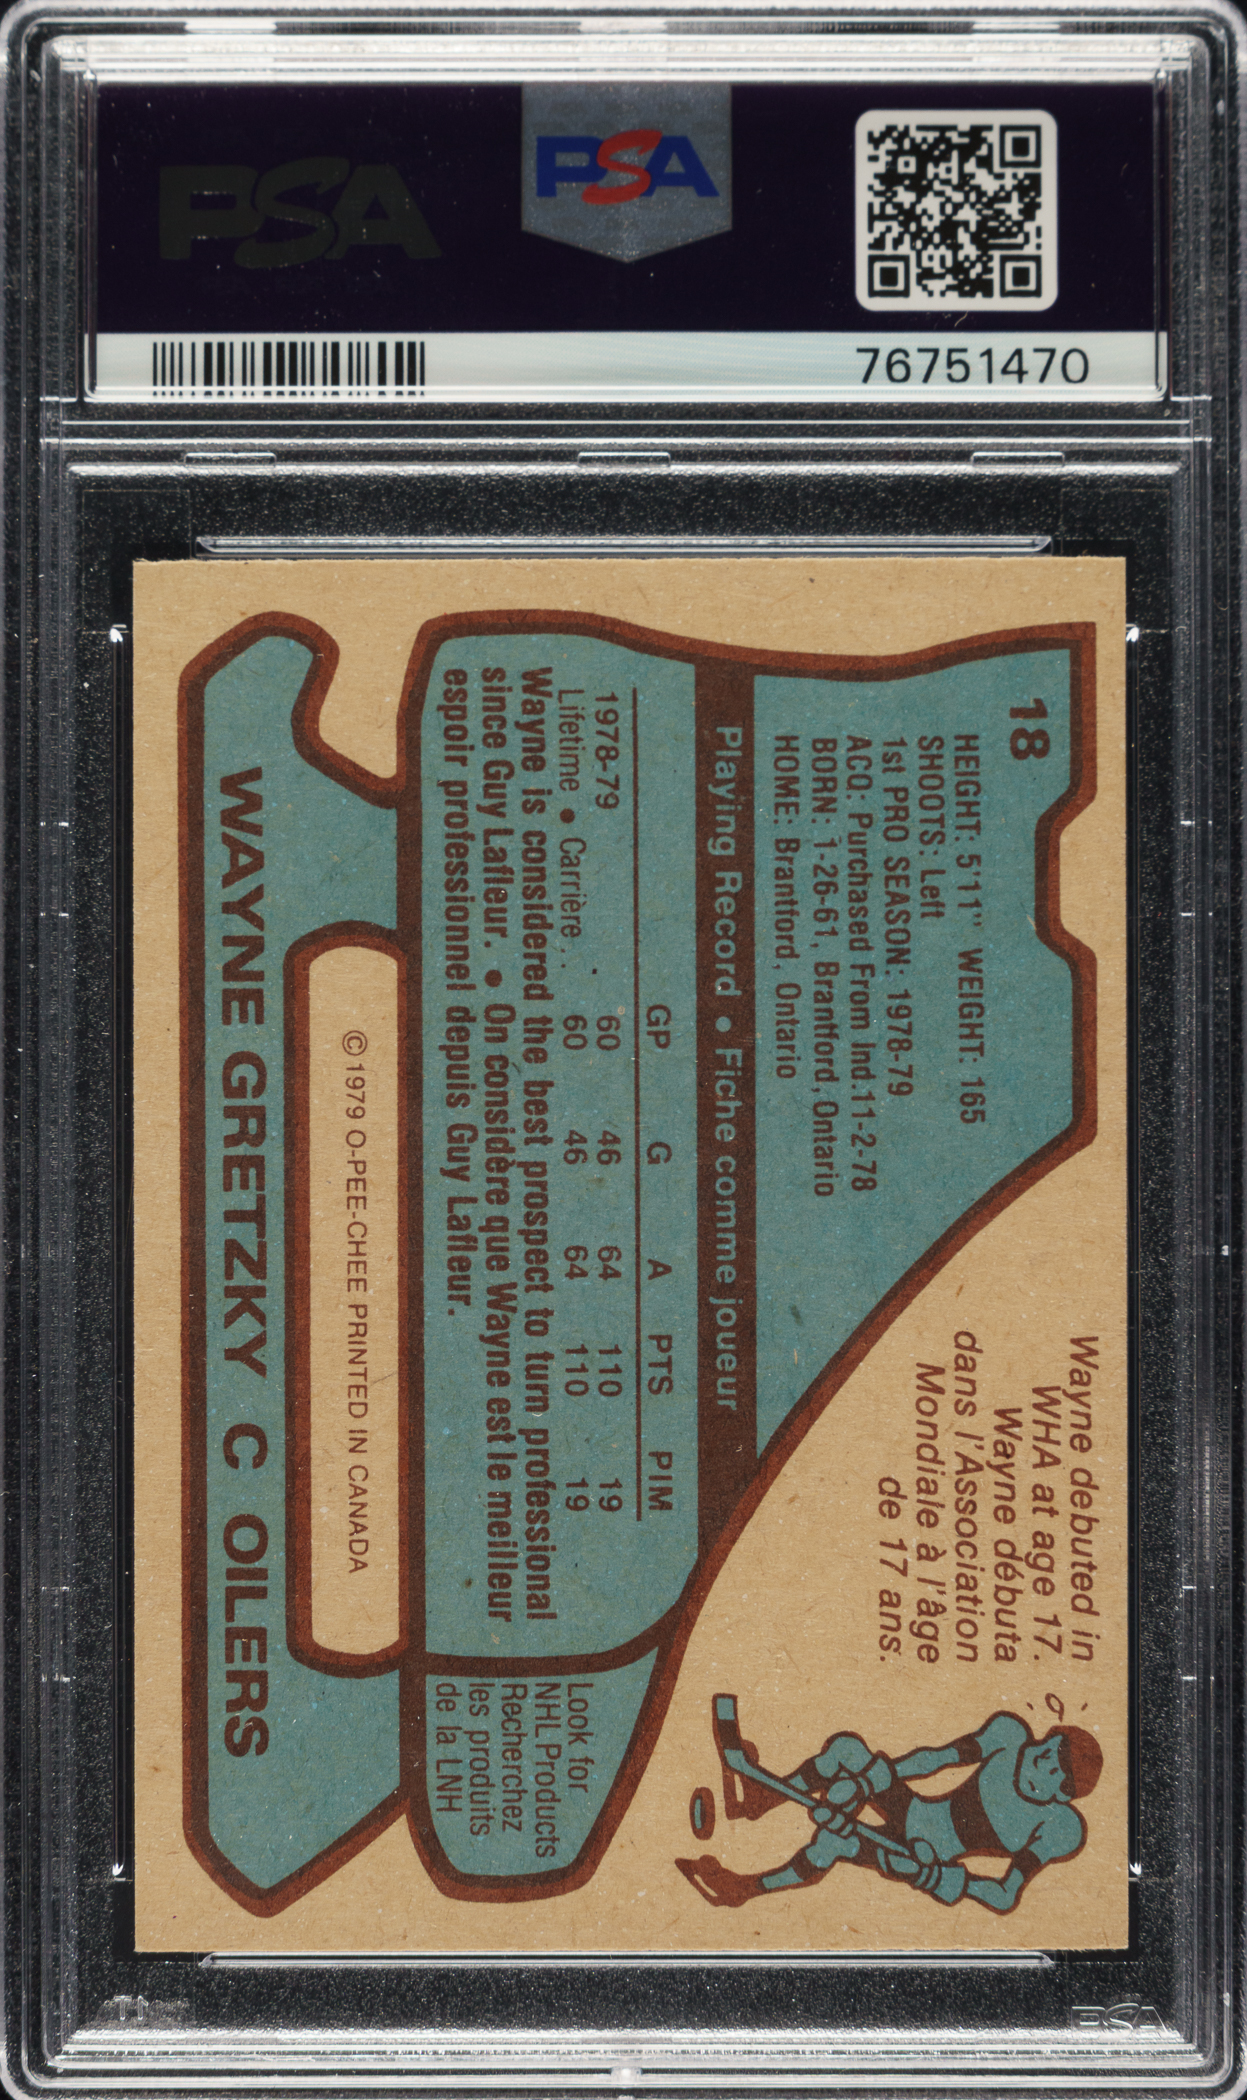 PSA
PSA
76751470
18
HEIGHT: 5'11" WEIGHT: 165
SHOOTS: Left
1st PRO SEASON: 1978-79
ACQ: Purchased From Ind.11-2-78
BORN: 1-26-61, Brantford, Ontario
HOME: Brantford, Ontario
Wayne debuted in
WHA at age 17.
Wayne débuta
dans l'Association
Mondiale à l'âge
de 17 ans.
Playing Record • Fiche comme joueur
GP G A PTS PIM
1978-79 60 46 64 110 19
Lifetime • Carrière . . 60 46 64 110 19
Wayne is considered the best prospect to turn professional
since Guy Lafleur. • On considère que Wayne est le meilleur
espoir professionnel depuis Guy Lafleur.
Look for
NHL Products
Recherchez
les produits
de la LNH
© 1979 O-PEE-CHEE PRINTED IN CANADA
WAYNE GRETZKY C OILERS
PSA